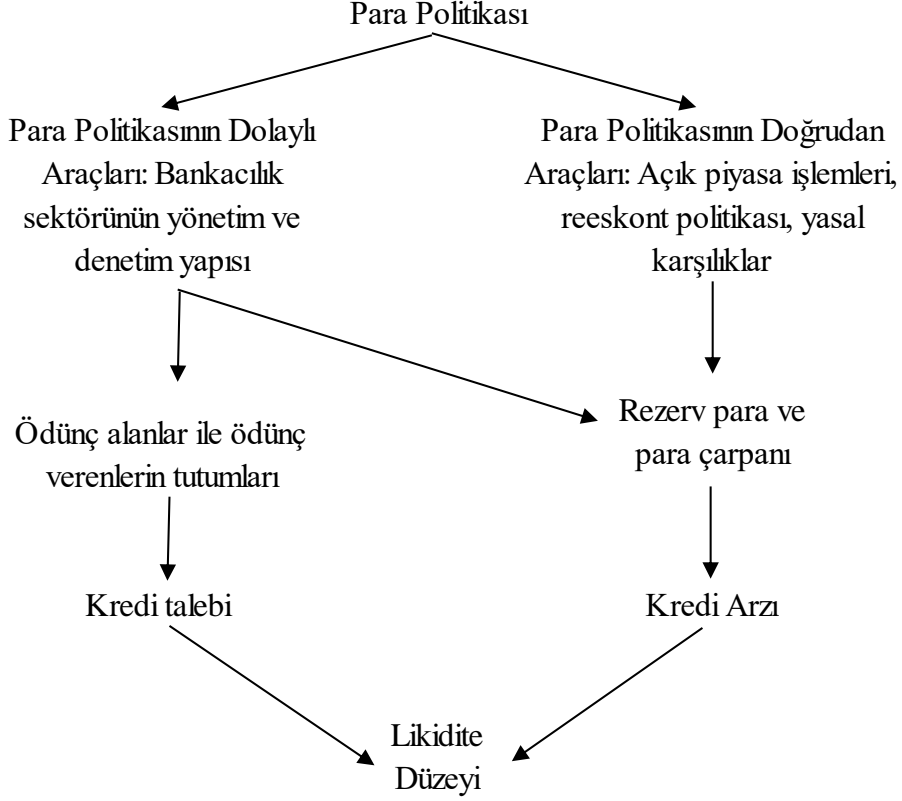 Para Politikası
Para Politikasının Dolaylı
Araçları: Bankacılık
sektörünün yönetim ve
denetim yapısı
Para Politikasının Doğrudan
Araçları: Açık piyasa işlemleri,
reeskont politikası, yasal
karşılıklar
Ödünç alanlar ile ödünç
verenlerin tutumları
Rezerv para ve
para çarpanı
Kredi talebi
Kredi Arzı
Likidite
Düzeyi